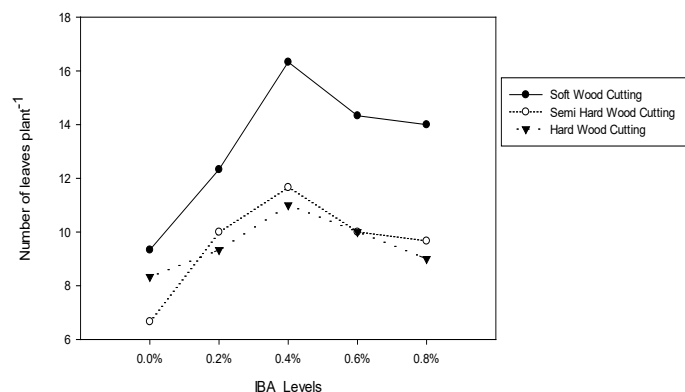 18
16
14
12
10
8
6
Number of leaves plant⁻¹
0.0% 0.2% 0.4% 0.6% 0.8%
IBA Levels
Soft Wood Cutting
Semi Hard Wood Cutting
Hard Wood Cutting